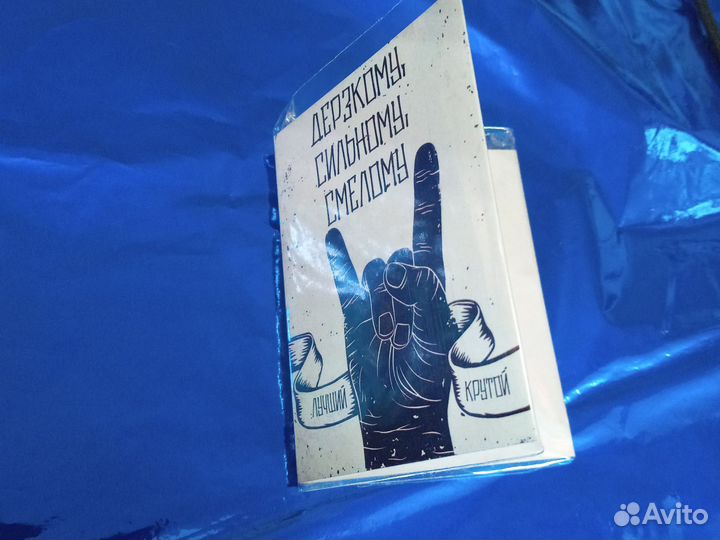 ДЕРЗКОМУ,
СИЛЬНОМУ,
СМЕЛОМУ
ЛУЧШИЙ
КРУТОЙ
Avito